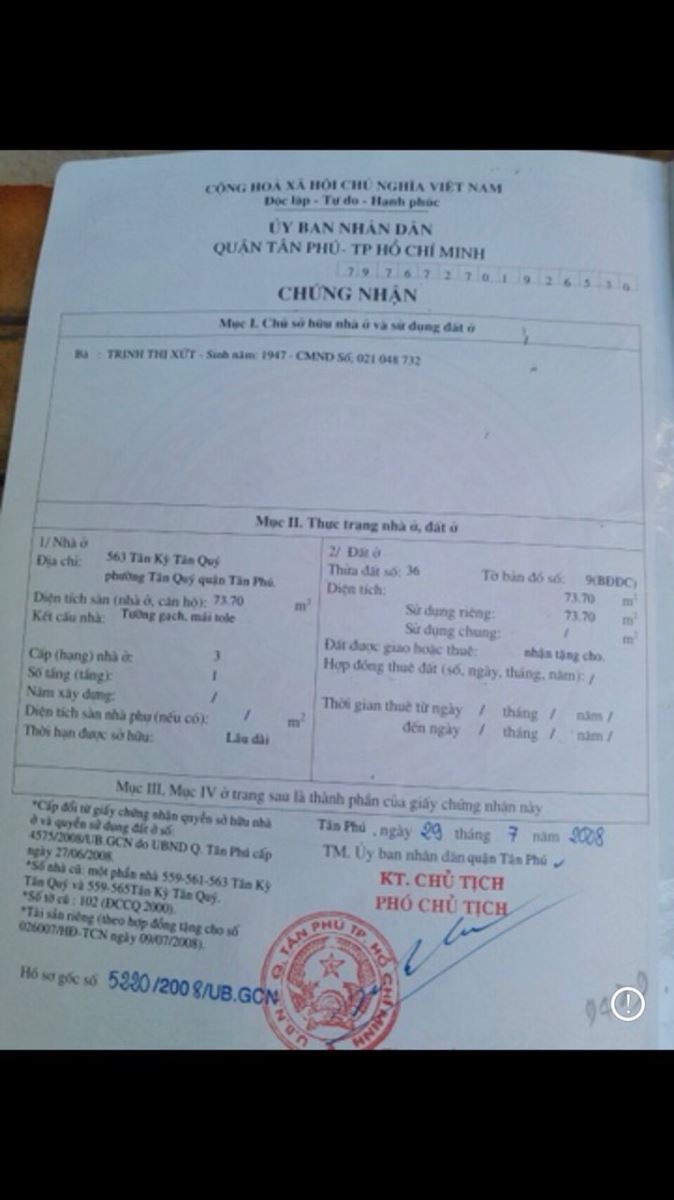 CỘNG HOÀ XÃ HỘI CHỦ NGHĨA VIỆT NAM
Độc lập - Tự do - Hạnh phúc
ỦY BAN NHÂN DÂN
QUẬN TÂN PHÚ- TP HỒ CHÍ MINH
7 9 7 6 7 2 7 0 1 9 2 6 5 3 0
CHỨNG NHẬN
Mục I. Chủ sở hữu nhà ở và sử dụng đất ở
Bà : TRỊNH THỊ XỨT - Sinh năm: 1947 - CMND Số: 021 048 732
Mục II. Thực trạng nhà ở, đất ở
1/ Nhà ở
Địa chỉ: 563 Tân Kỳ Tân Quý
phường Tân Quý quận Tân Phú.
Diện tích sàn (nhà ở, căn hộ): 73.70 m²
Kết cấu nhà: Tường gạch, mái tole
Cấp (hạng) nhà ở: 3
Số tầng (tầng): 1
Năm xây dựng: /
Diện tích sàn nhà phụ (nếu có): / m²
Thời hạn được sở hữu: Lâu dài
2/ Đất ở
Thửa đất số: 36 Tờ bản đồ số: 9(BĐĐC)
Diện tích: 73.70 m²
Sử dụng riêng: 73.70 m²
Sử dụng chung: / m²
Đất được giao hoặc thuê: nhận tặng cho.
Hợp đồng thuê đất (số, ngày, tháng, năm): /
Thời gian thuê từ ngày / tháng / năm /
đến ngày / tháng / năm /
Mục III, Mục IV ở trang sau là thành phần của giấy chứng nhận này
*Cấp đổi từ giấy chứng nhận quyền sở hữu nhà
ở và quyền sử dụng đất ở số:
4575/2008/UB.GCN do UBND Q. Tân Phú cấp
ngày 27/06/2008.
*Số nhà cũ: một phần nhà 559-561-563 Tân Kỳ
Tân Quý và 559-565Tân Kỳ Tân Quý.
*Số tờ cũ : 102 (ĐCCQ 2000).
*Tài sản riêng (theo hợp đồng tặng cho số
026007/HĐ-TCN ngày 09/07/2008).
Hồ sơ gốc số 5220/2008/UB.GCN
Tân Phú , ngày 29 tháng 7 năm 2008
TM. Ủy ban nhân dân quận Tân Phú
KT. CHỦ TỊCH
PHÓ CHỦ TỊCH
U.B.N.D Q. TÂN PHÚ TP. HỒ CHÍ MINH